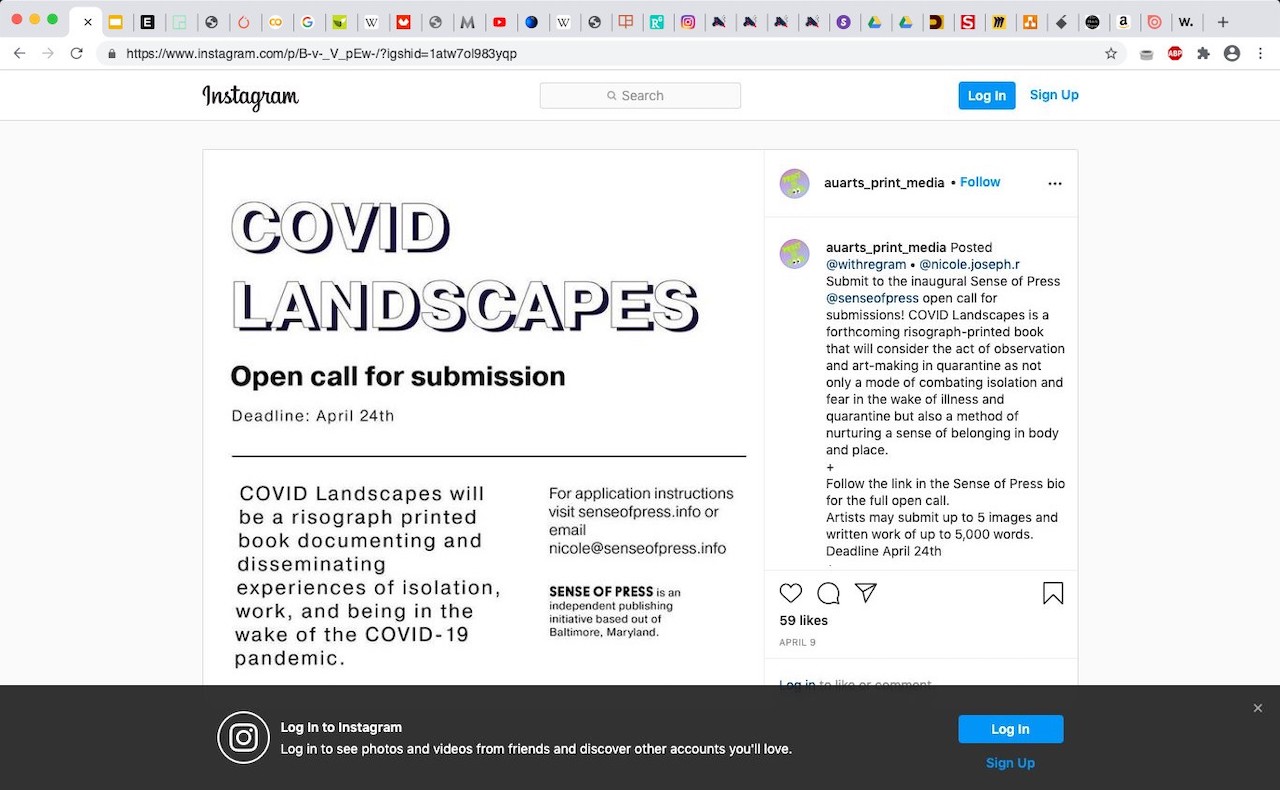 https://www.instagram.com/p/B-v-_V_pEw-/?igshid=1atw7ol983yqp
Instagram
Search
Log In
Sign Up
COVID
LANDSCAPES
Open call for submission
Deadline: April 24th
COVID Landscapes will
be a risograph printed
book documenting and
disseminating
experiences of isolation,
work, and being in the
wake of the COVID-19
pandemic.
For application instructions
visit senseofpress.info or
email
nicole@senseofpress.info
SENSE OF PRESS is an
independent publishing
initiative based out of
Baltimore, Maryland.
auarts_print_media • Follow
auarts_print_media Posted
@withregram • @nicole.joseph.r
Submit to the inaugural Sense of Press
@senseofpress open call for
submissions! COVID Landscapes is a
forthcoming risograph-printed book
that will consider the act of observation
and art-making in quarantine as not
only a mode of combating isolation and
fear in the wake of illness and
quarantine but also a method of
nurturing a sense of belonging in body
and place.
+
Follow the link in the Sense of Press bio
for the full open call.
Artists may submit up to 5 images and
written work of up to 5,000 words.
Deadline April 24th
59 likes
APRIL 9
Log in to like or comment.
Log In to Instagram
Log in to see photos and videos from friends and discover other accounts you'll love.
Log In
Sign Up